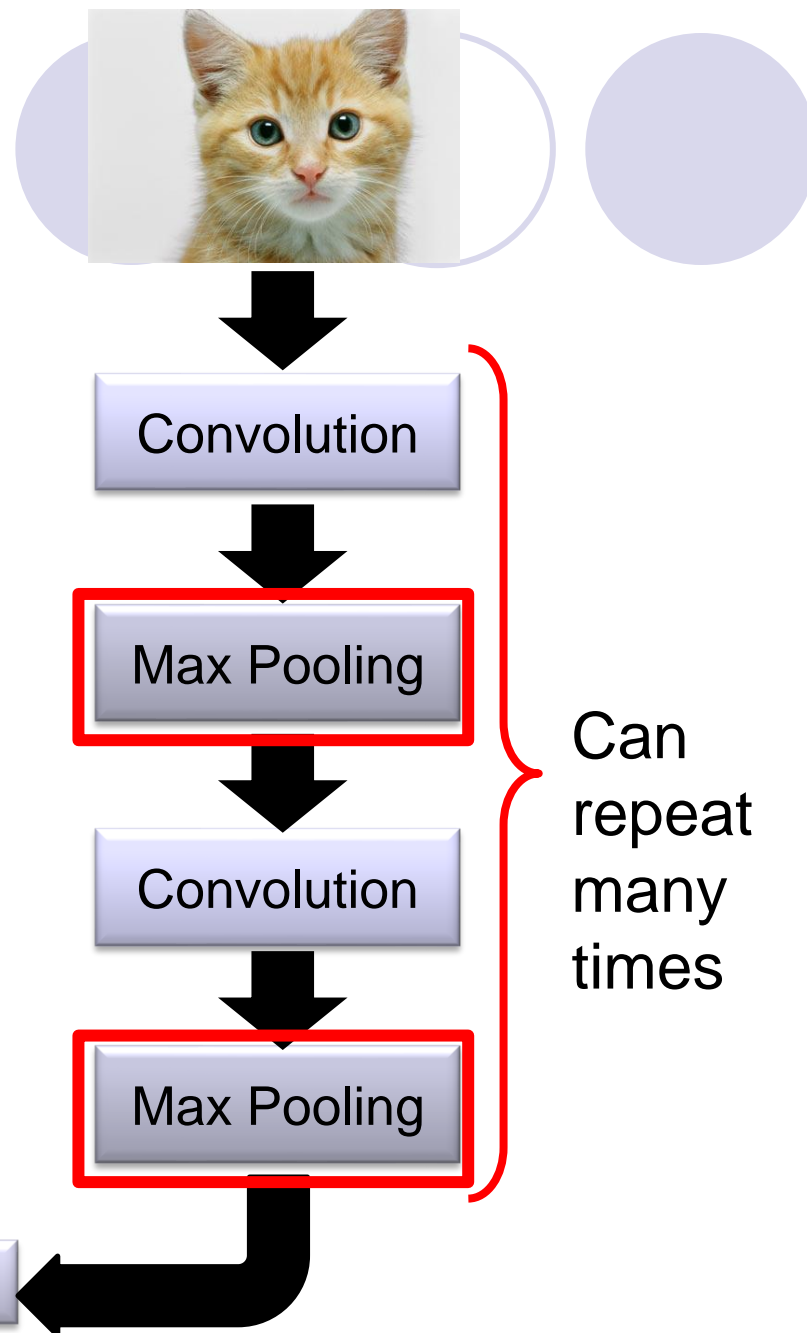 Convolution
Max Pooling
Can
repeat
many
times
Convolution
Max Pooling